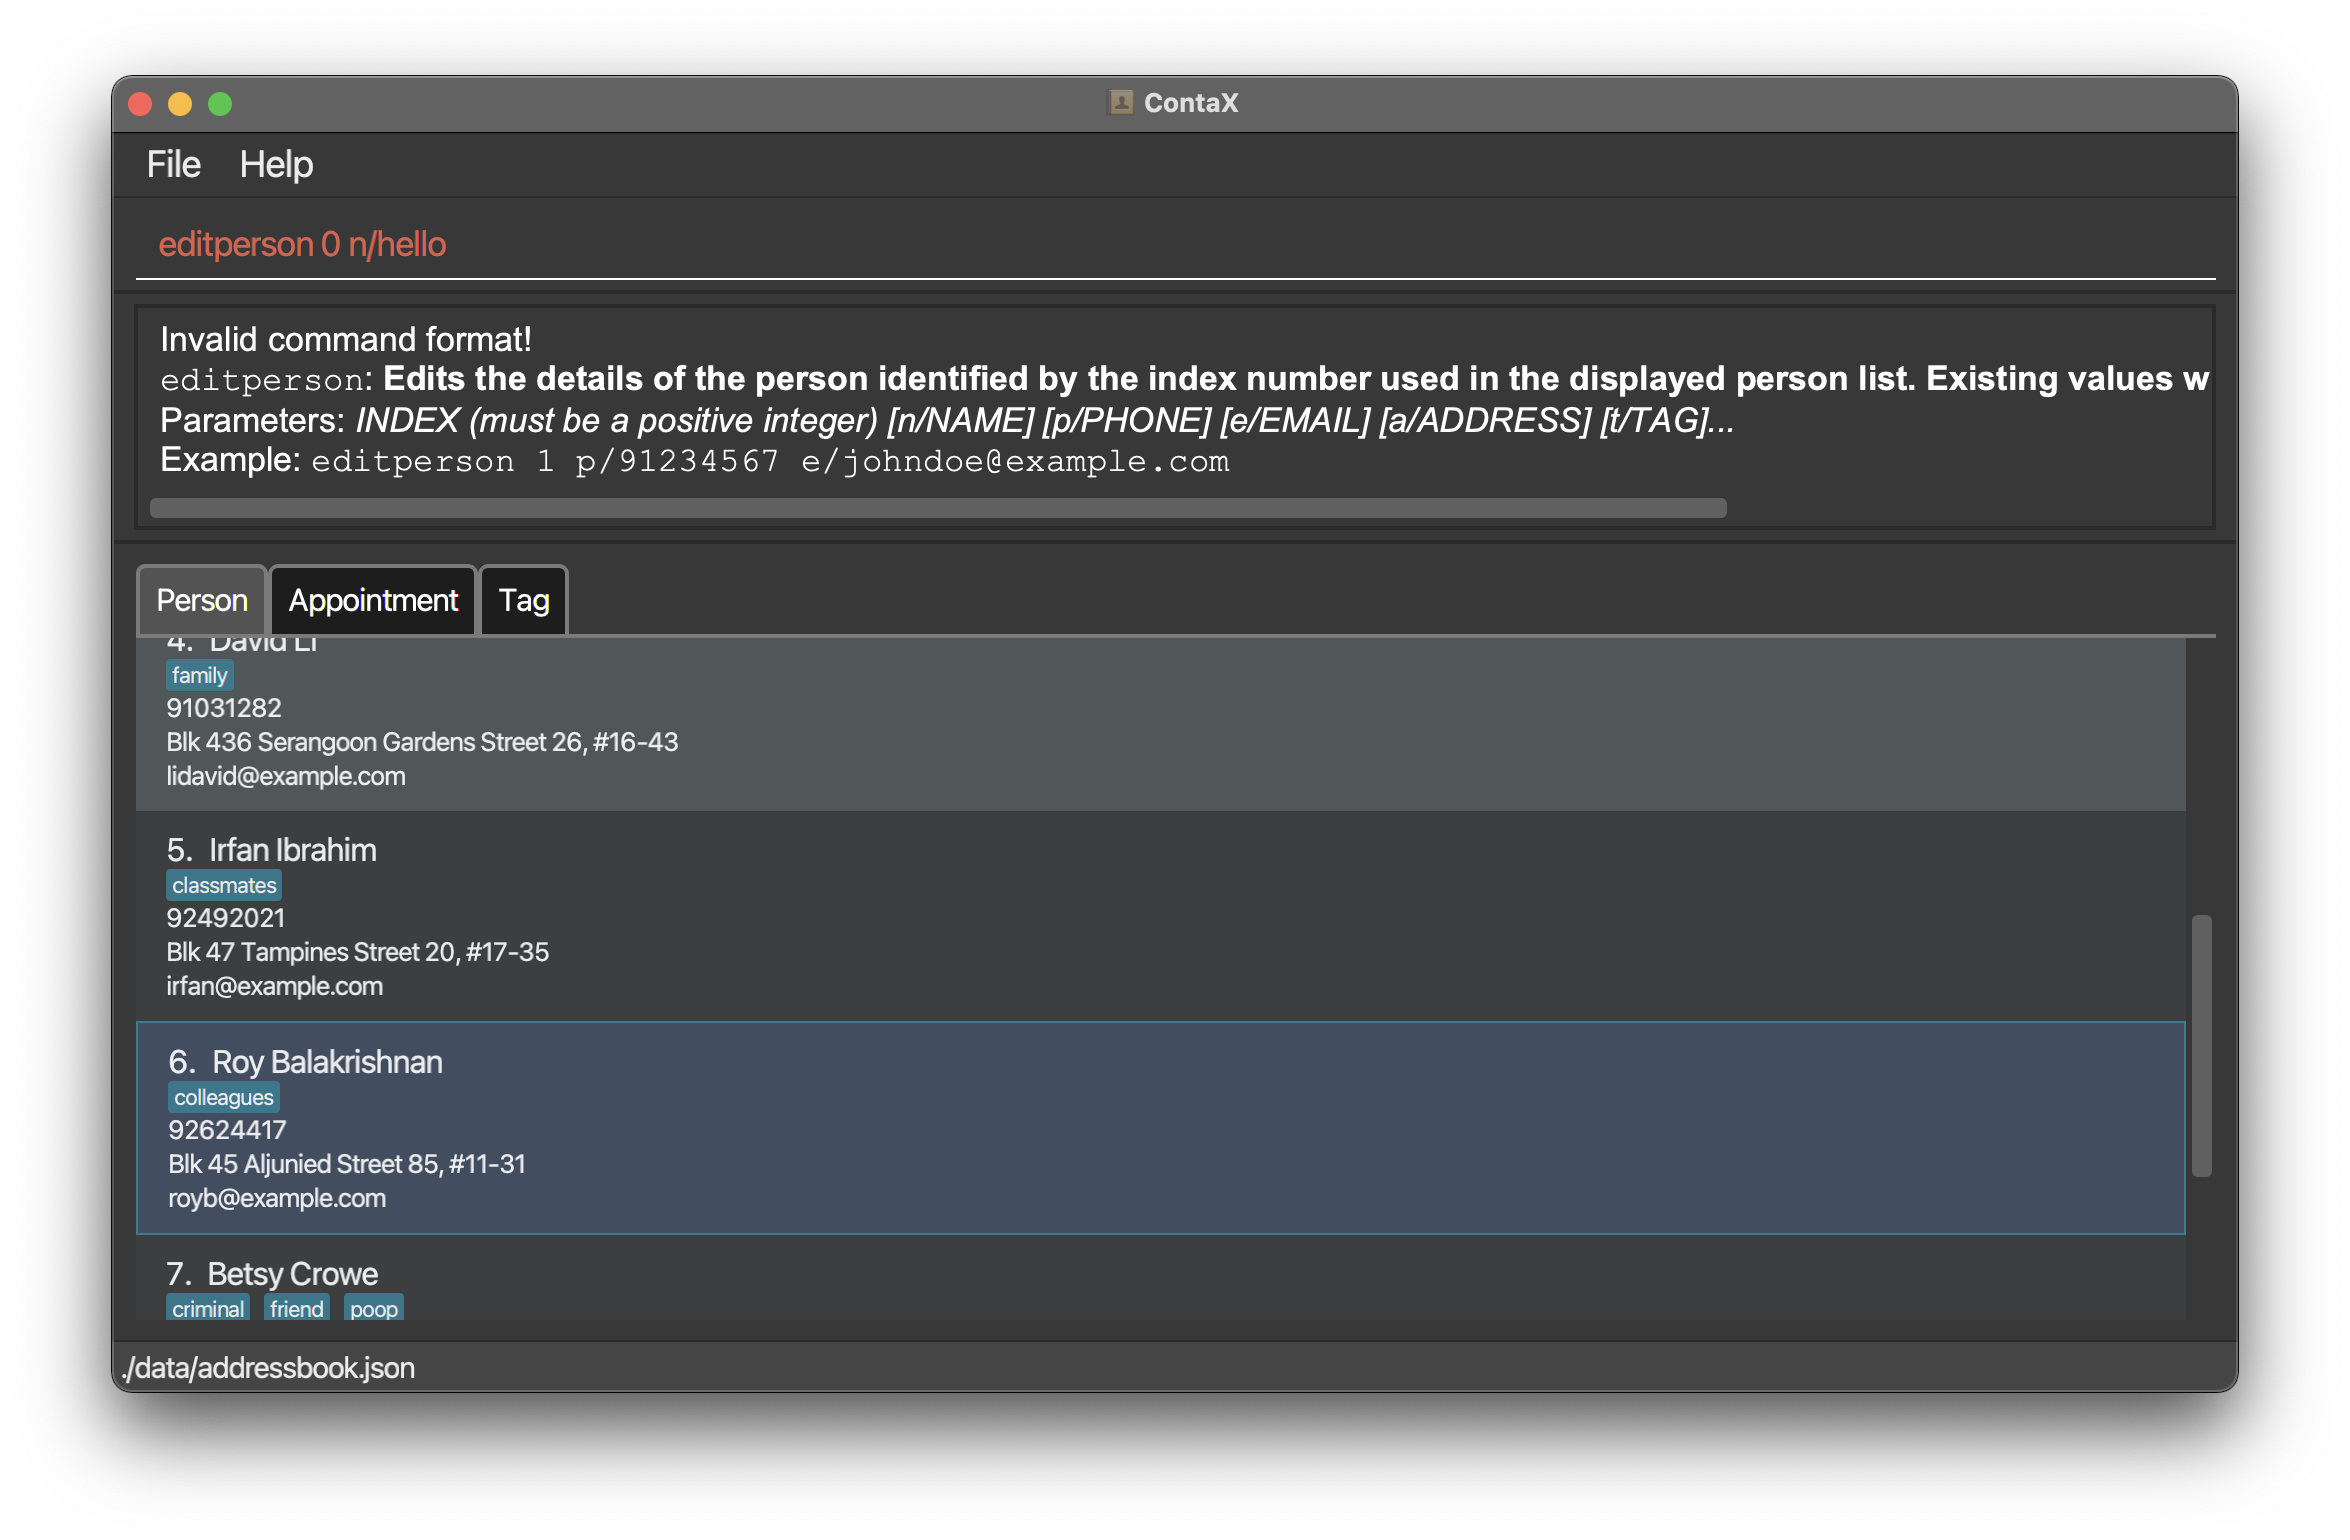 ContaX
File Help
editperson 0 n/hello
Invalid command format!
editperson: Edits the details of the person identified by the index number used in the displayed person list. Existing values w
Parameters: INDEX (must be a positive integer) [n/NAME] [p/PHONE] [e/EMAIL] [a/ADDRESS] [t/TAG]...
Example: editperson 1 p/91234567 e/johndoe@example.com
Person Appointment Tag
4. David Li
family
91031282
Blk 436 Serangoon Gardens Street 26, #16-43
lidavid@example.com
5. Irfan Ibrahim
classmates
92492021
Blk 47 Tampines Street 20, #17-35
irfan@example.com
6. Roy Balakrishnan
colleagues
92624417
Blk 45 Aljunied Street 85, #11-31
royb@example.com
7. Betsy Crowe
criminal friend poop
./data/addressbook.json